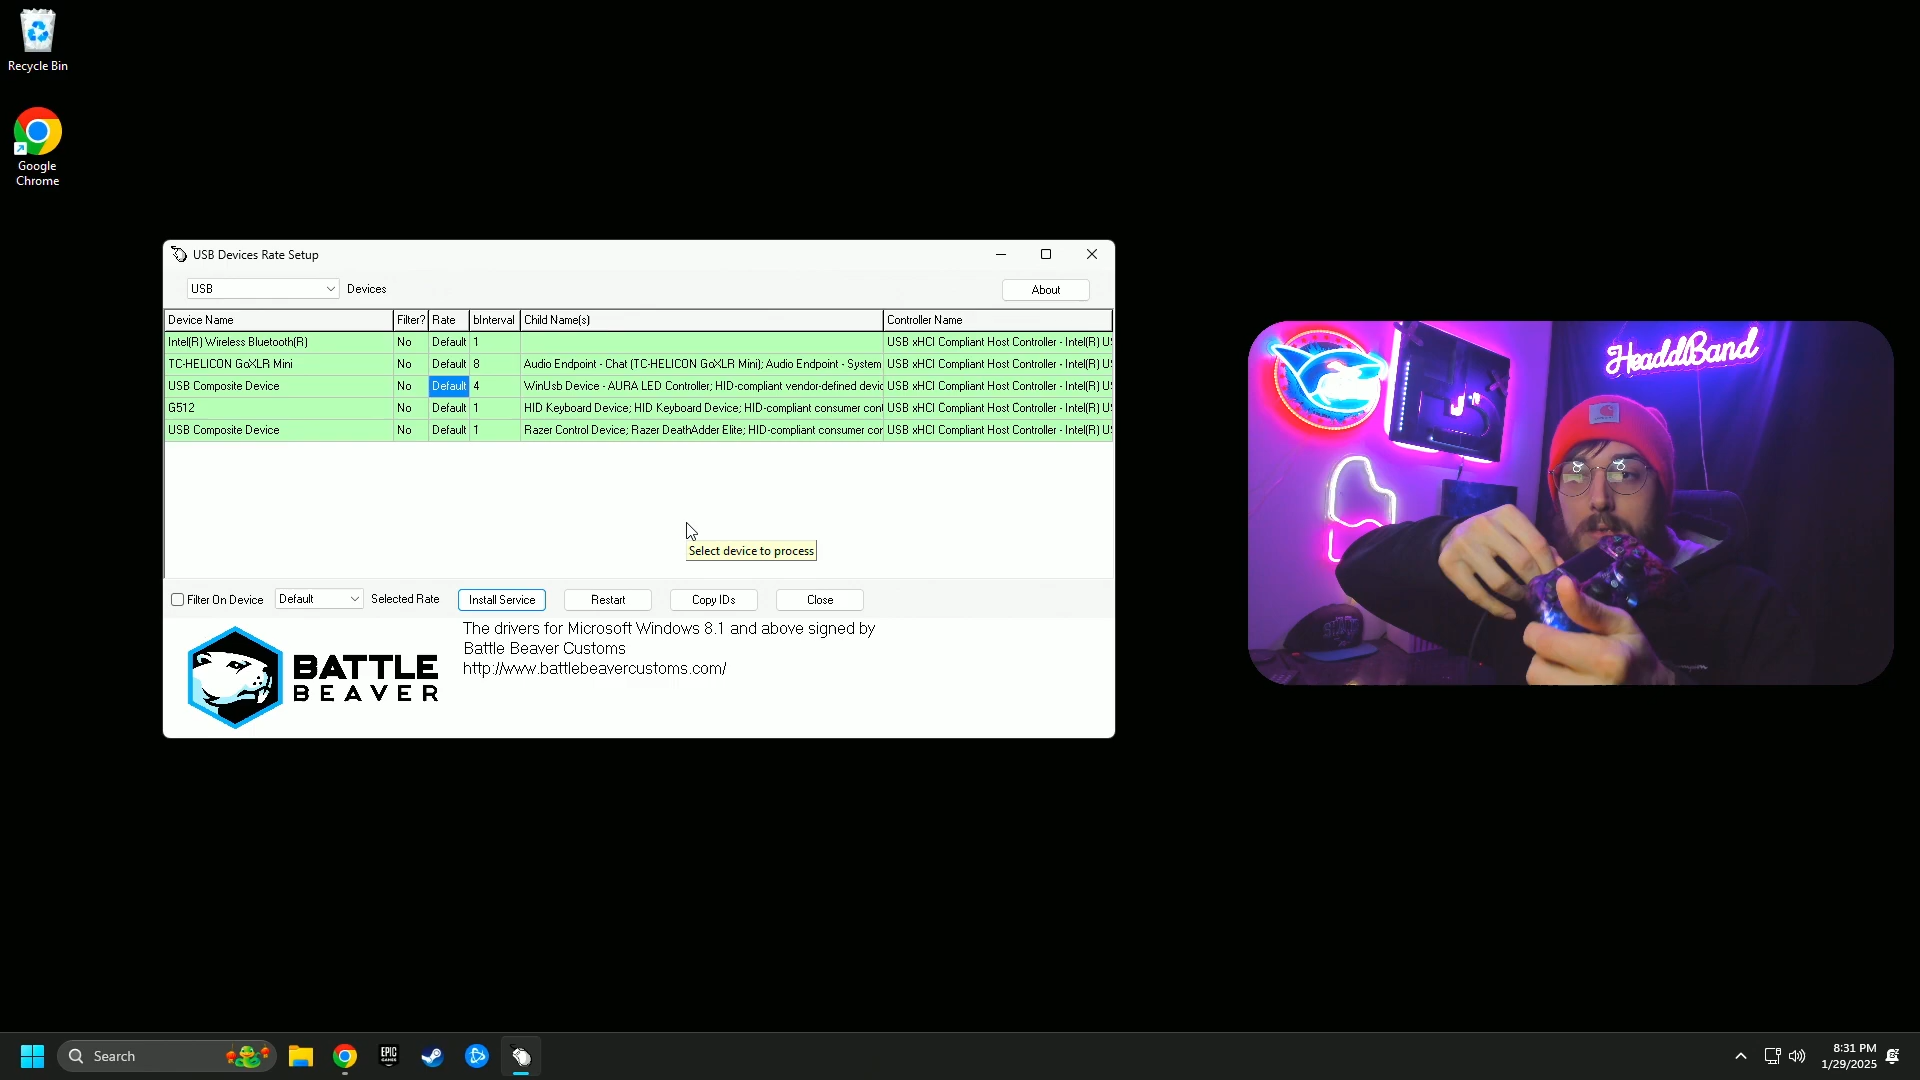 Recycle Bin
Google
Chrome
USB Devices Rate Setup
USB Devices About
Device Name Filter? Rate bInterval Child Name(s) Controller Name
Intel(R) Wireless Bluetooth(R) No Default 1 USB xHCI Compliant Host Controller - Intel(R) U
TC-HELICON GoXLR Mini No Default 8 Audio Endpoint - Chat (TC-HELICON GoXLR Mini); Audio Endpoint - System USB xHCI Compliant Host Controller - Intel(R) U
USB Composite Device No Default 4 WinUsb Device - AURA LED Controller; HID-compliant vendor-defined devic USB xHCI Compliant Host Controller - Intel(R) U
G512 No Default 1 HID Keyboard Device; HID Keyboard Device; HID-compliant consumer con USB xHCI Compliant Host Controller - Intel(R) U
USB Composite Device No Default 1 Razer Control Device; Razer DeathAdder Elite; HID-compliant consumer cor USB xHCI Compliant Host Controller - Intel(R) U
Select device to process
Filter On Device Default Selected Rate Install Service Restart Copy IDs Close
The drivers for Microsoft Windows 8.1 and above signed by
Battle Beaver Customs
http://www.battlebeavercustoms.com/
BATTLE
BEAVER
HeaddBand
Search
EPIC
GAMES
8:31 PM
1/29/2025